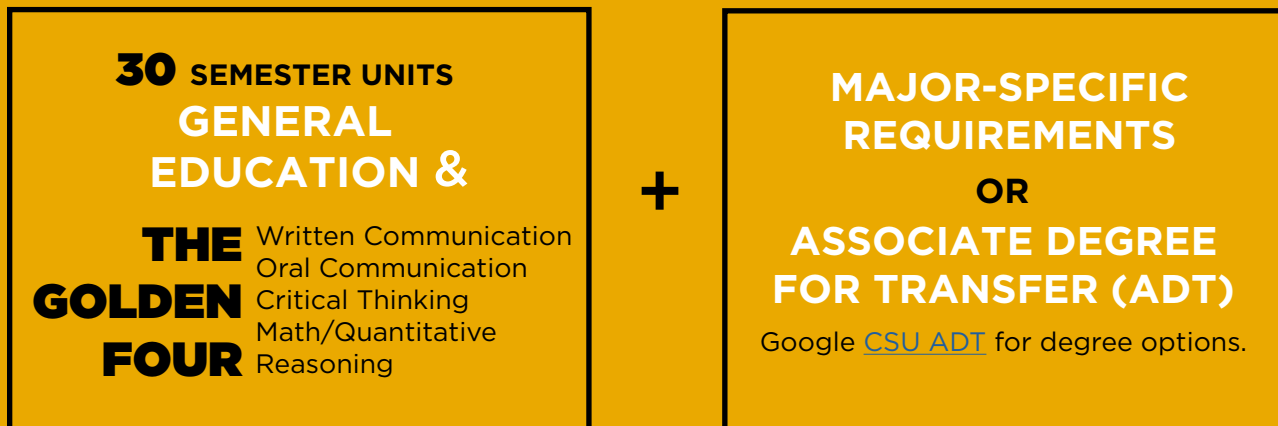 30 SEMESTER UNITS
GENERAL
EDUCATION &
THE
GOLDEN
FOUR
Written Communication
Oral Communication
Critical Thinking
Math/Quantitative
Reasoning
+
MAJOR-SPECIFIC
REQUIREMENTS
OR
ASSOCIATE DEGREE
FOR TRANSFER (ADT)
Google CSU ADT for degree options.